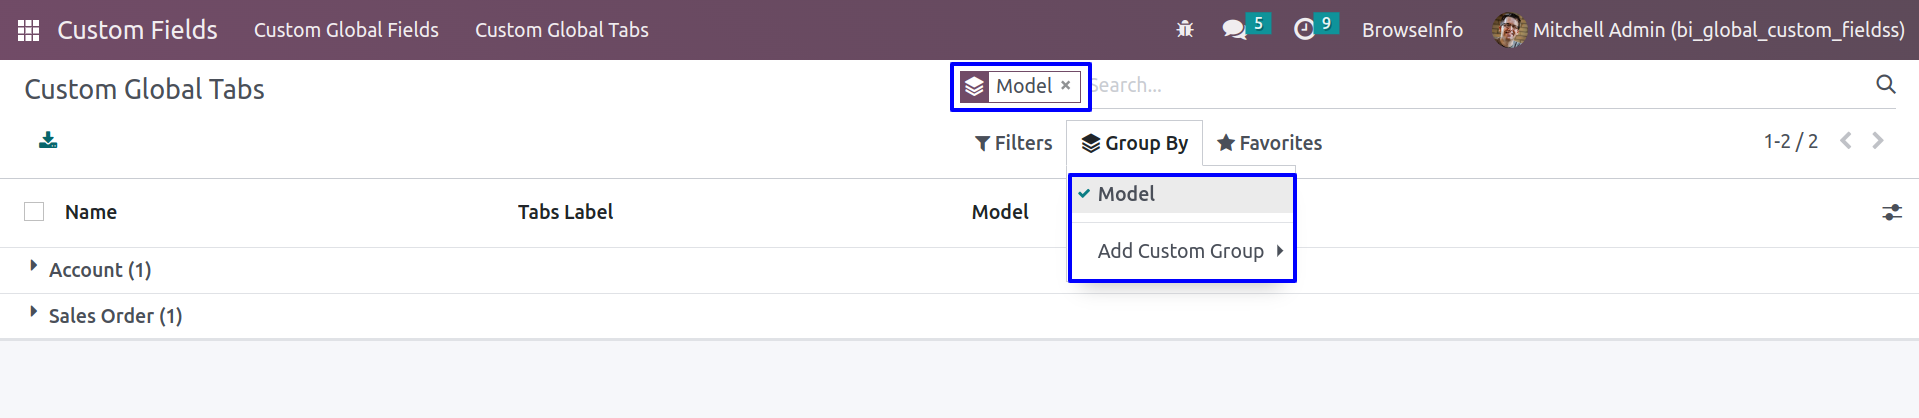 Custom Fields Custom Global Fields Custom Global Tabs 5 9 BrowseInfo Mitchell Admin (bi_global_custom_fieldss)
Custom Global Tabs Model × Search...
Filters Group By Favorites 1-2 / 2
Model
Name Tabs Label Model
Add Custom Group
Account (1)
Sales Order (1)